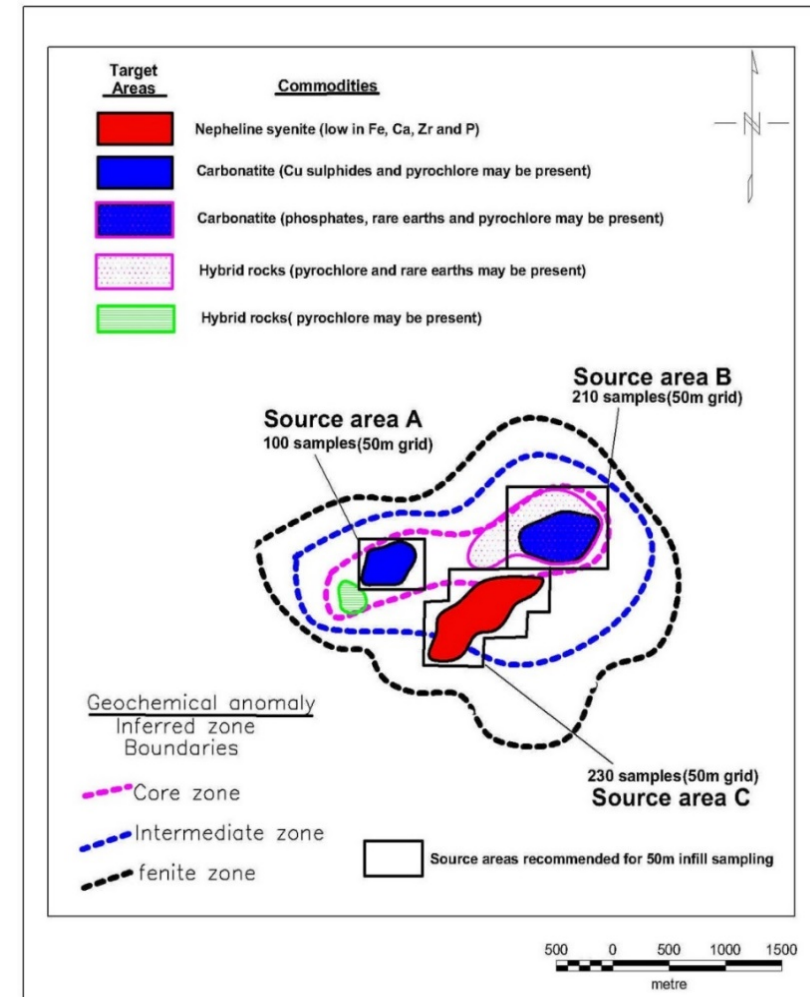 Target
Areas
Commodities
Nepheline syenite (low in Fe, Ca, Zr and P)
Carbonatite (Cu sulphides and pyrochlore may be present)
Carbonatite (phosphates, rare earths and pyrochlore may be present)
Hybrid rocks (pyrochlore and rare earths may be present)
Hybrid rocks( pyrochlore may be present)
N
Source area B
210 samples(50m grid)
Source area A
100 samples(50m grid)
Geochemical anomaly
Inferred zone
Boundaries
Core zone
Intermediate zone
fenite zone
230 samples(50m grid)
Source area C
Source areas recommended for 50m infill sampling
500 0 500 1000 1500
metre